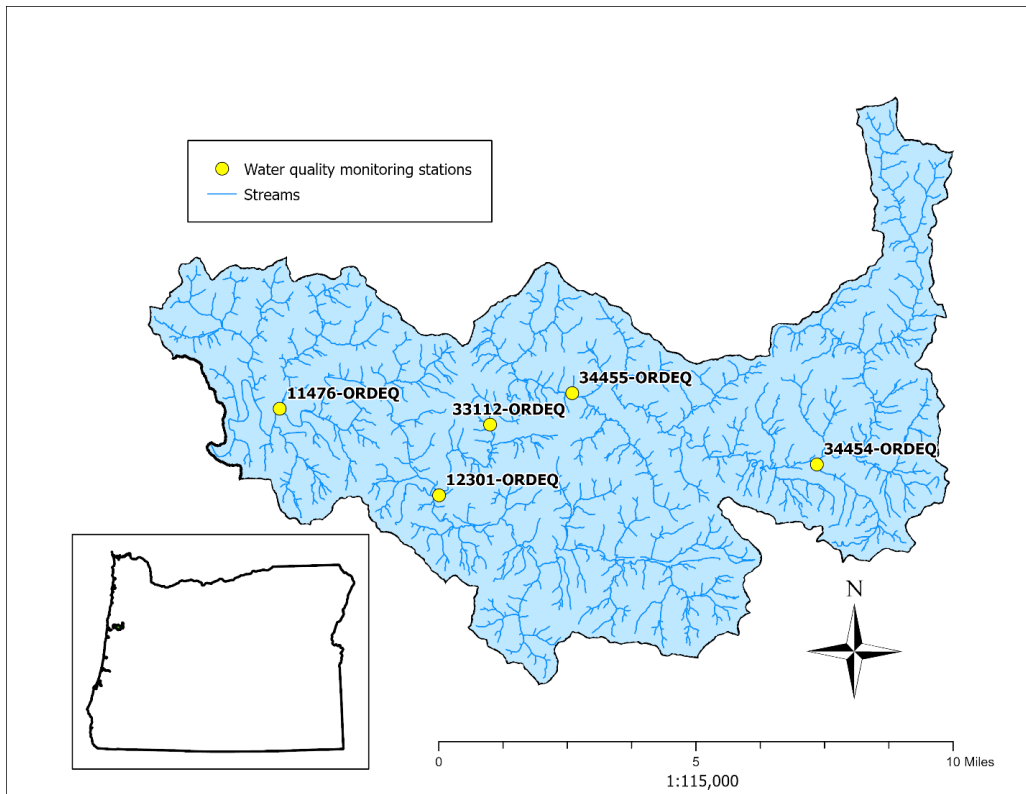 Water quality monitoring stations
Streams
34455-ORDEQ
11476-ORDEQ
33112-ORDEQ
34454-ORDEQ
12301-ORDEQ
N
0
5
10 Miles
1:115,000